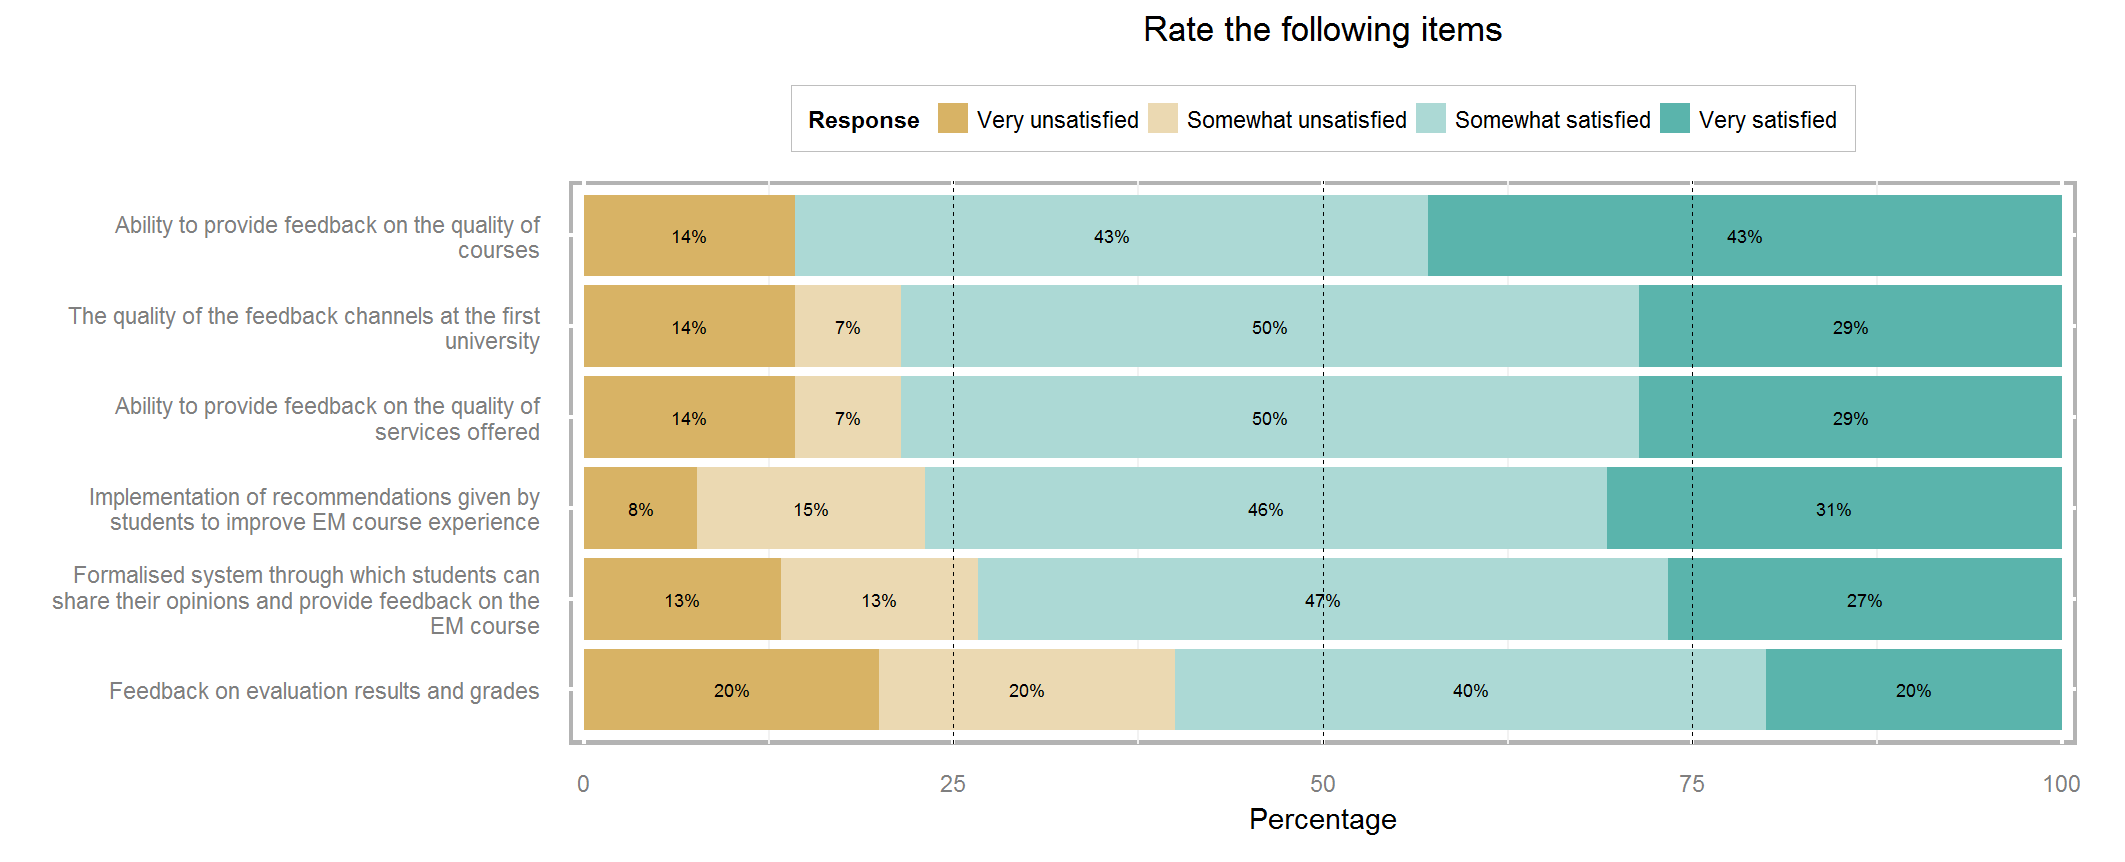 Rate the following items
Response Very unsatisfied Somewhat unsatisfied Somewhat satisfied Very satisfied
Ability to provide feedback on the quality of
courses
14% 43% 43%
The quality of the feedback channels at the first
university
14% 7% 50% 29%
Ability to provide feedback on the quality of
services offered
14% 7% 50% 29%
Implementation of recommendations given by
students to improve EM course experience
8% 15% 46% 31%
Formalised system through which students can
share their opinions and provide feedback on the
EM course
13% 13% 47% 27%
Feedback on evaluation results and grades
20% 20% 40% 20%
0 25 50 75 100
Percentage